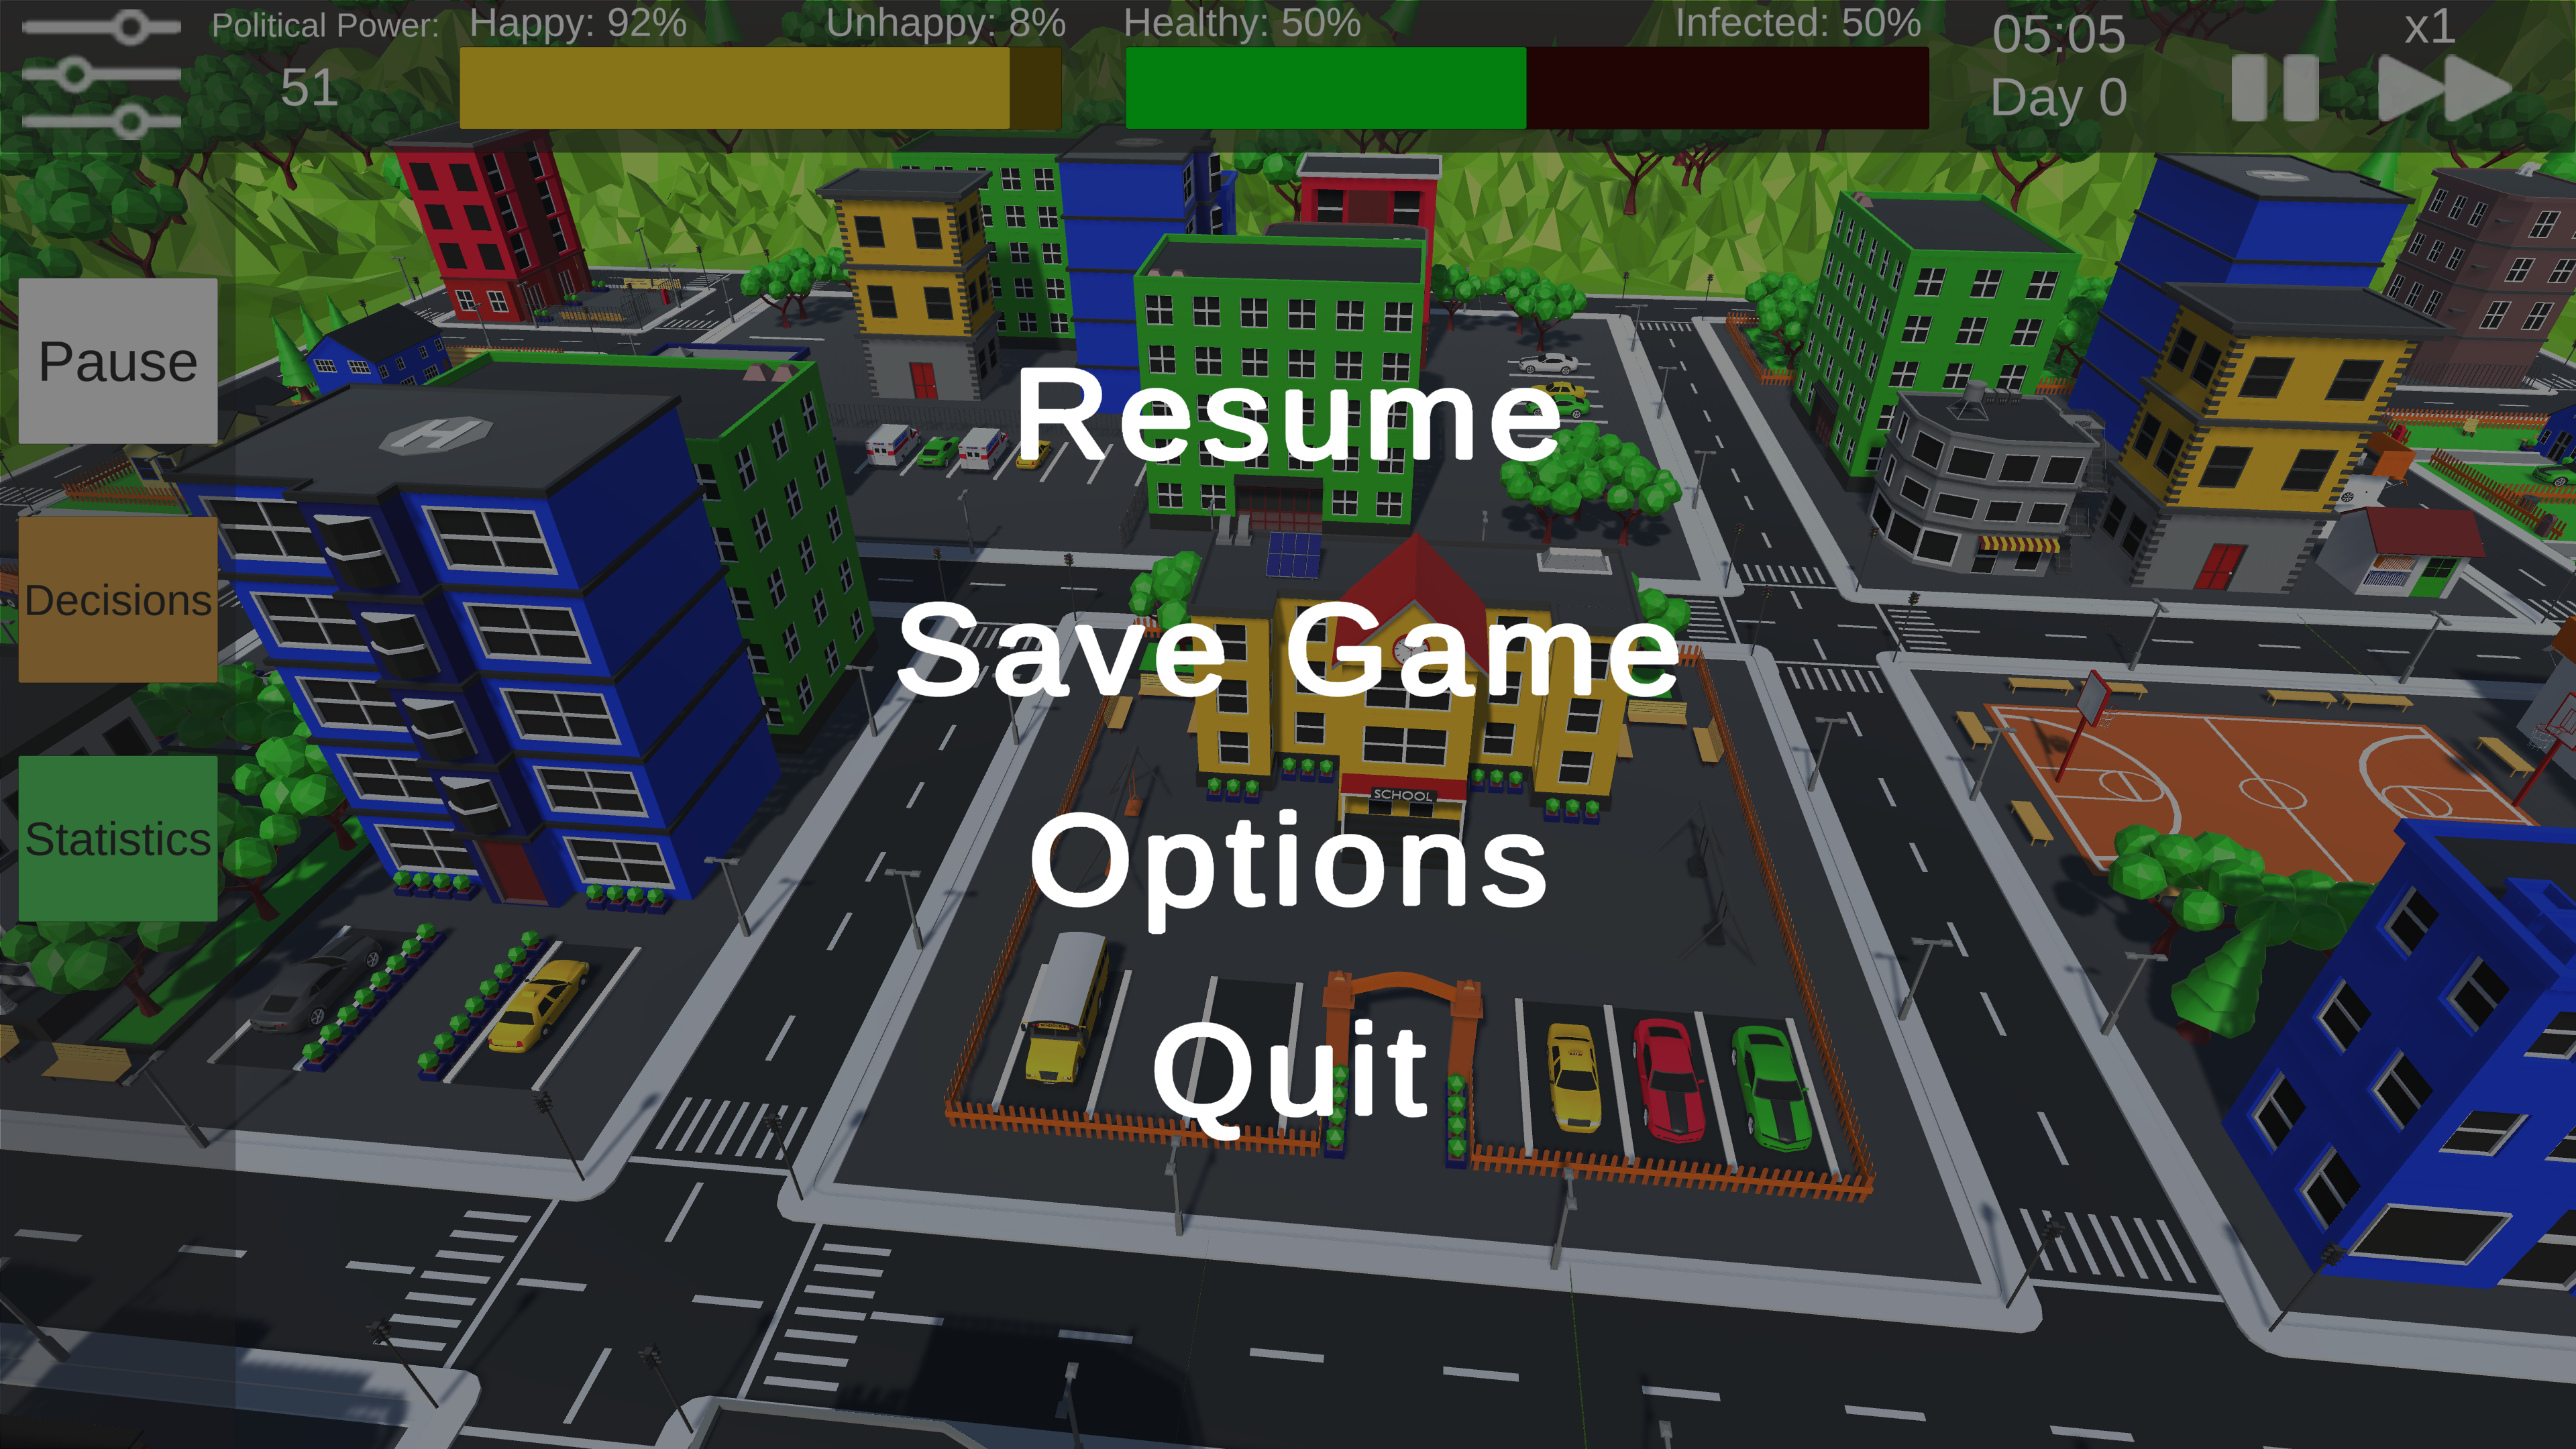 Political Power:
51
Happy: 92% Unhappy: 8%
Healthy: 50% Infected: 50%
05:05
Day 0
x1
Pause
Decisions
Statistics
Resume
Save Game
Options
Quit
SCHOOL